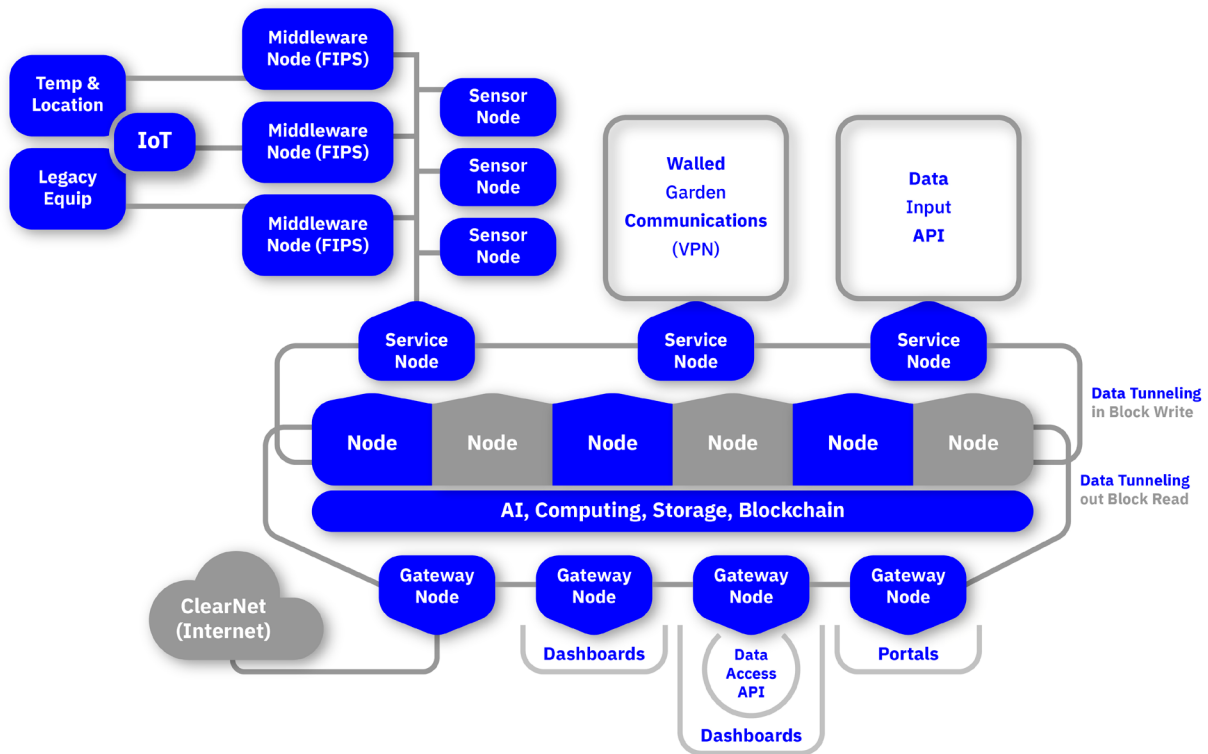 Temp &
Location
IoT
Legacy
Equip
Middleware
Node (FIPS)
Middleware
Node (FIPS)
Middleware
Node (FIPS)
Sensor
Node
Sensor
Node
Sensor
Node
Walled
Garden
Communications
(VPN)
Data
Input
API
Service
Node
Service
Node
Service
Node
Data Tunneling
in Block Write
Node
Node
Node
Node
Node
Node
Data Tunneling
out Block Read
AI, Computing, Storage, Blockchain
ClearNet
(Internet)
Gateway
Node
Gateway
Node
Gateway
Node
Gateway
Node
Dashboards
Data
Access
API
Dashboards
Portals